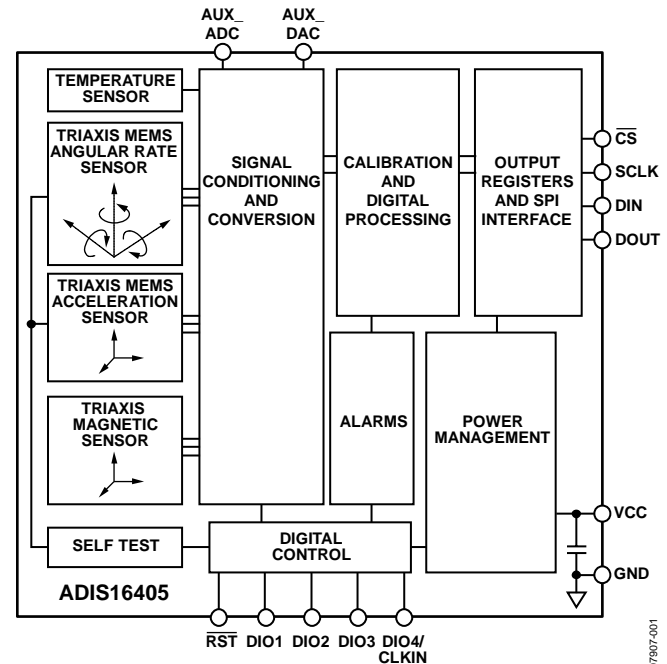 AUX_
ADC
AUX_
DAC
TEMPERATURE
SENSOR
TRIAXIS MEMS
ANGULAR RATE
SENSOR
SIGNAL
CONDITIONING
AND
CONVERSION
CALIBRATION
AND
DIGITAL
PROCESSING
OUTPUT
REGISTERS
AND SPI
INTERFACE
CS
SCLK
DIN
DOUT
TRIAXIS MEMS
ACCELERATION
SENSOR
TRIAXIS
MAGNETIC
SENSOR
ALARMS
POWER
MANAGEMENT
SELF TEST
DIGITAL
CONTROL
VCC
GND
ADIS16405
RST
DIO1
DIO2
DIO3
DIO4/
CLKIN